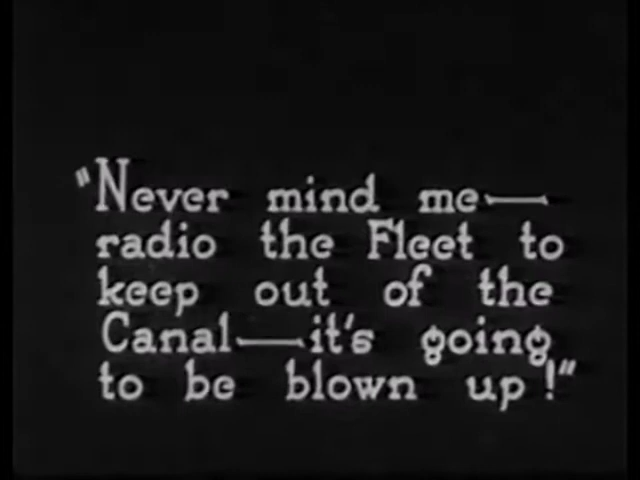 "Never mind me—
radio the Fleet to
keep out of the
Canal—it's going
to be blown up!"